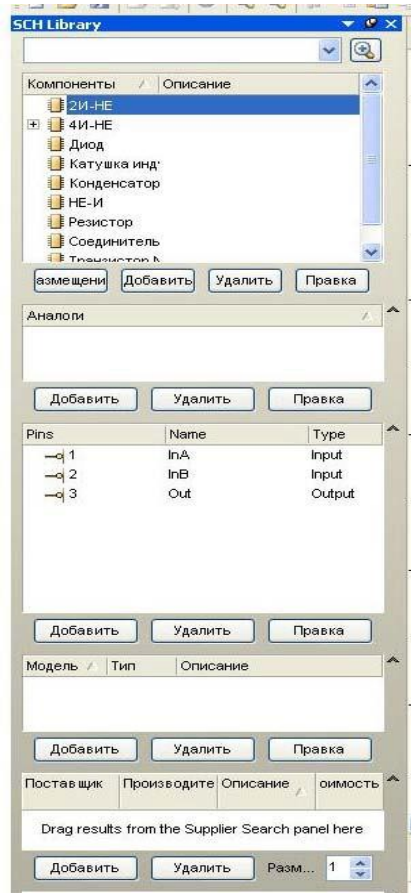 SCH Library
Компоненты Описание
2И-НЕ
4И-НЕ
Диод
Катушка инд
Конденсатор
НЕ-И
Резистор
Соединитель
Транзистор N
азмещени Добавить Удалить Правка
Аналоги
Добавить Удалить Правка
Pins Name Type
1 InA Input
2 InB Input
3 Out Output
Добавить Удалить Правка
Модель Тип Описание
Добавить Удалить Правка
Поставщик Производите Описание оимость
Drag results from the Supplier Search panel here
Добавить Удалить Разм... 1